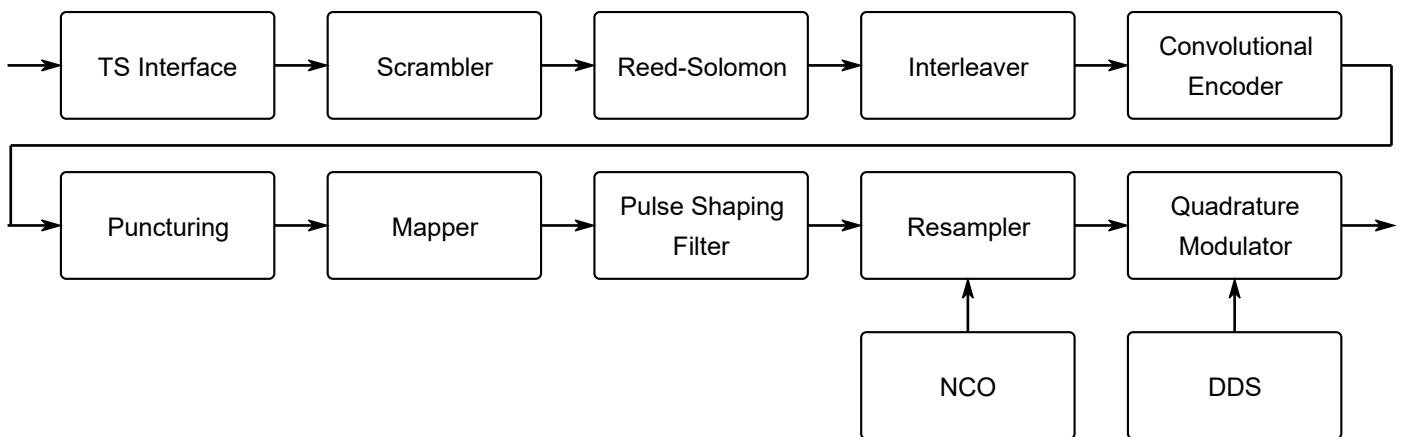 TS Interface
Scrambler
Reed-Solomon
Interleaver
Convolutional
Encoder
Puncturing
Mapper
Pulse Shaping
Filter
Resampler
Quadrature
Modulator
NCO
DDS